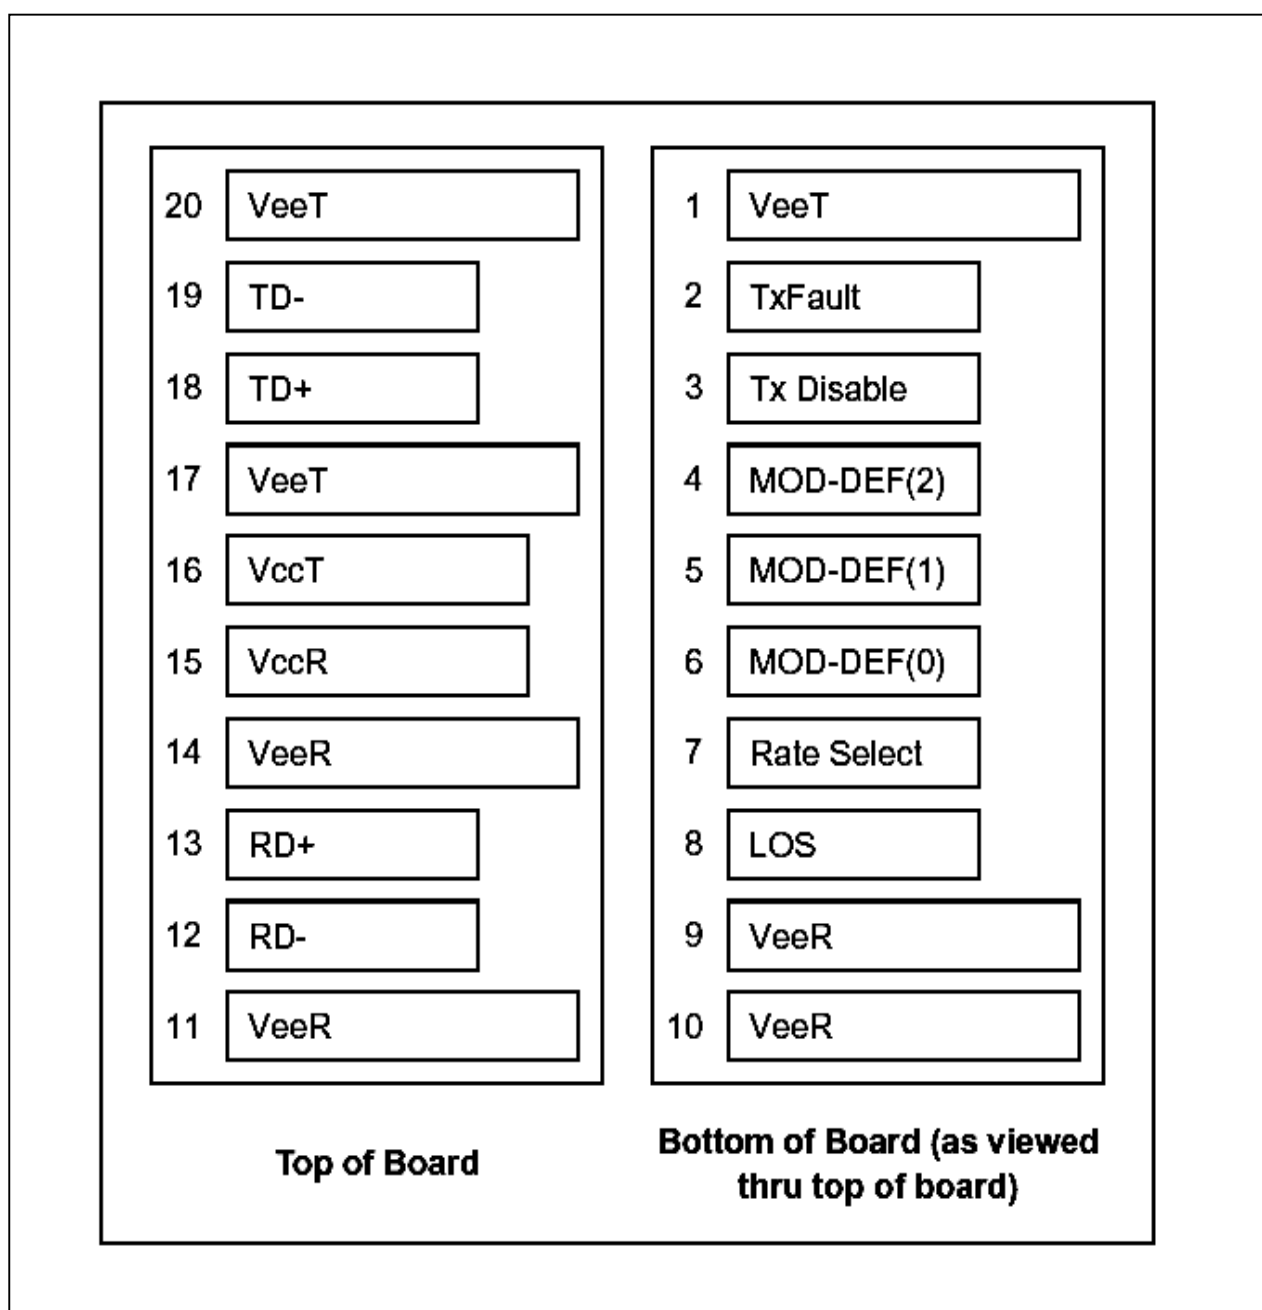 20 VeeT
19 TD-
18 TD+
17 VeeT
16 VccT
15 VccR
14 VeeR
13 RD+
12 RD-
11 VeeR
Top of Board
1 VeeT
2 TxFault
3 Tx Disable
4 MOD-DEF(2)
5 MOD-DEF(1)
6 MOD-DEF(0)
7 Rate Select
8 LOS
9 VeeR
10 VeeR
Bottom of Board (as viewed
thru top of board)